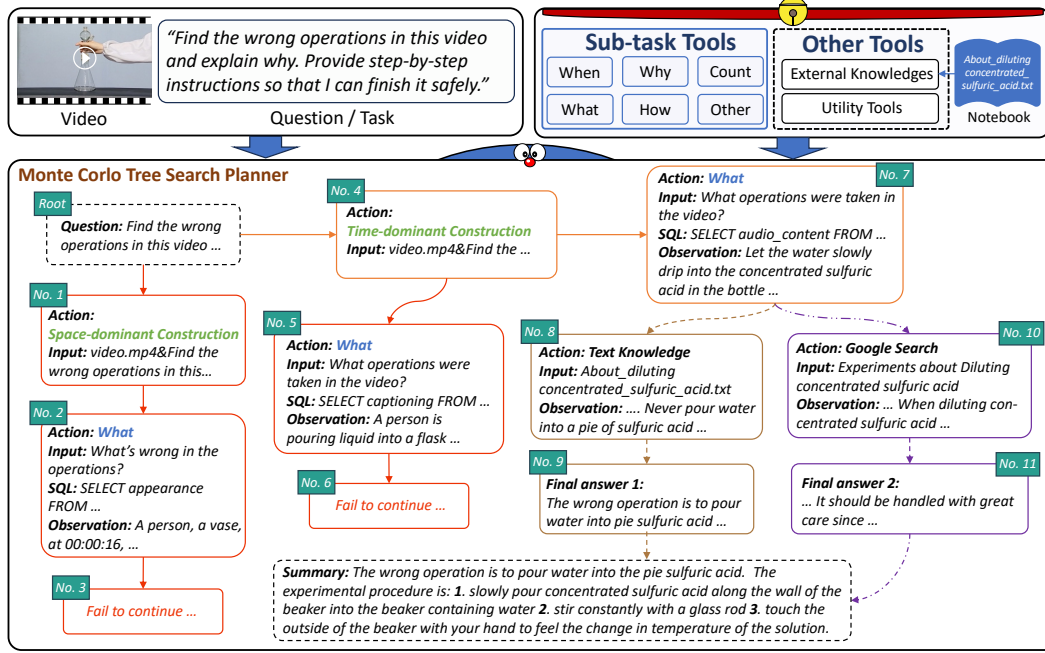 “Find the wrong operations in this video
and explain why. Provide step-by-step
instructions so that I can finish it safely.”
Video
Question / Task
Sub-task Tools
When
Why
Count
What
How
Other
Other Tools
External Knowledges
Utility Tools
About_diluting
concentrated_
sulfuric_acid.txt
Notebook
Monte Corlo Tree Search Planner
Root
Question: Find the wrong
operations in this video ...
No. 1
Action:
Space-dominant Construction
Input: video.mp4&Find the
wrong operations in this...
No. 2
Action: What
Input: What’s wrong in the
operations?
SQL: SELECT appearance
FROM ...
Observation: A person, a vase,
at 00:00:16, ...
No. 3
Fail to continue ...
No. 4
Action:
Time-dominant Construction
Input: video.mp4&Find the ...
No. 5
Action: What
Input: What operations were
taken in the video?
SQL: SELECT captioning FROM ...
Observation: A person is
pouring liquid into a flask ...
No. 6
Fail to continue ...
No. 7
Action: What
Input: What operations were taken in
the video?
SQL: SELECT audio_content FROM ...
Observation: Let the water slowly
drip into the concentrated sulfuric
acid in the bottle ...
No. 8
Action: Text Knowledge
Input: About_diluting
concentrated_sulfuric_acid.txt
Observation: .... Never pour water
into a pie of sulfuric acid ...
No. 9
Final answer 1:
The wrong operation is to pour
water into pie sulfuric acid ...
No. 10
Action: Google Search
Input: Experiments about Diluting
concentrated sulfuric acid
Observation: ... When diluting con-
centrated sulfuric acid ...
No. 11
Final answer 2:
... It should be handled with great
care since ...
Summary: The wrong operation is to pour water into the pie sulfuric acid. The
experimental procedure is: 1. slowly pour concentrated sulfuric acid along the wall of the
beaker into the beaker containing water 2. stir constantly with a glass rod 3. touch the
outside of the beaker with your hand to feel the change in temperature of the solution.